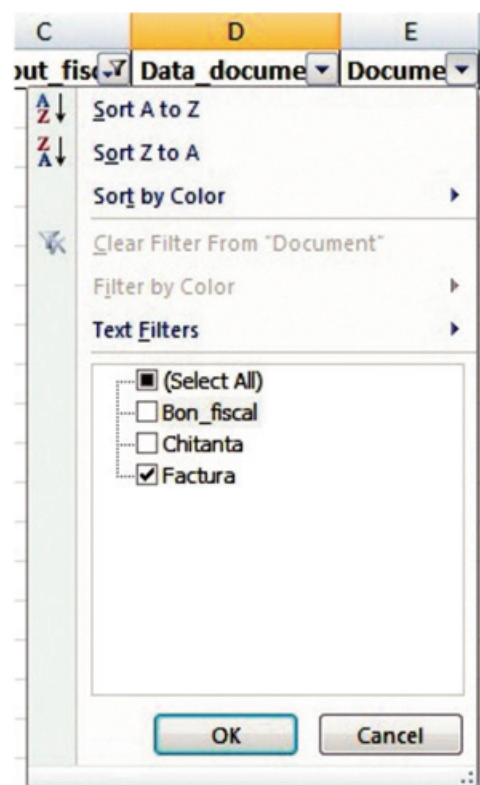 C D E
out_fisc Data_docume Docume
Sort A to Z
Sort Z to A
Sort by Color
Clear Filter From "Document"
Filter by Color
Text Filters
(Select All)
Bon_fiscal
Chitanta
Factura
OK Cancel